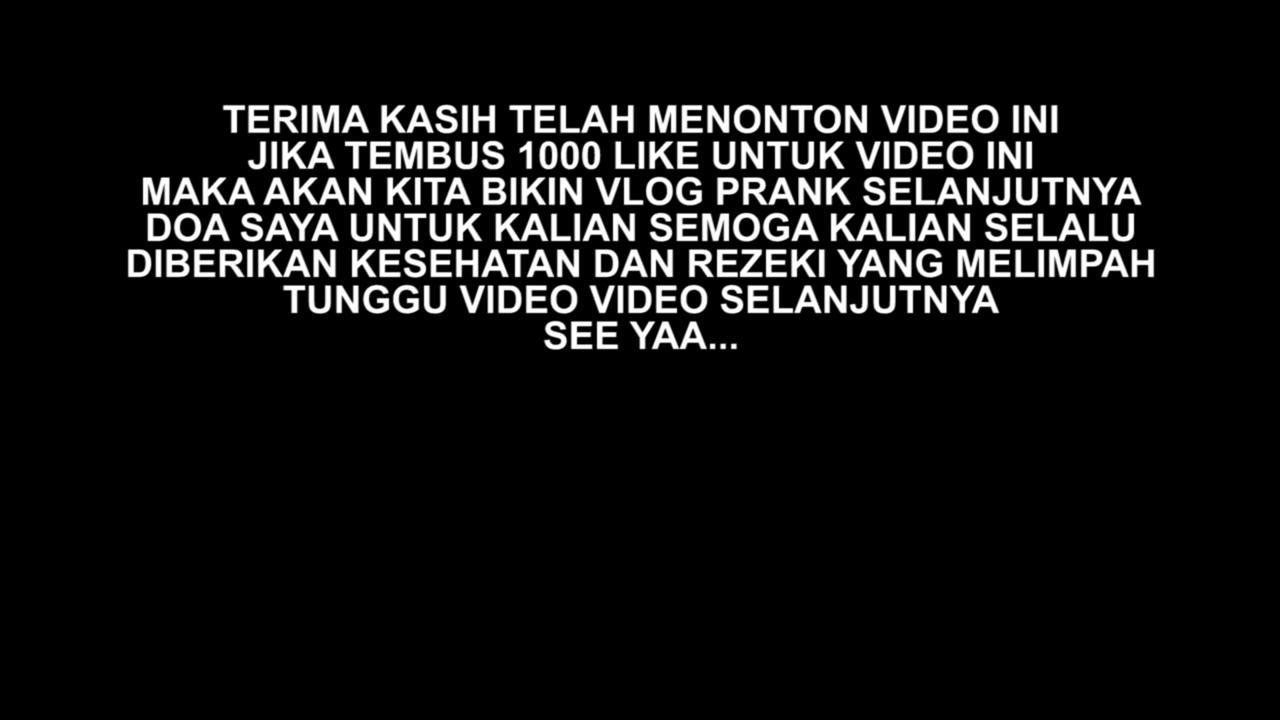 TERIMA KASIH TELAH MENONTON VIDEO INI
JIKA TEMBUS 1000 LIKE UNTUK VIDEO INI
MAKA AKAN KITA BIKIN VLOG PRANK SELANJUTNYA
DOA SAYA UNTUK KALIAN SEMOGA KALIAN SELALU
DIBERIKAN KESEHATAN DAN REZEKI YANG MELIMPAH
TUNGGU VIDEO VIDEO SELANJUTNYA
SEE YAA...